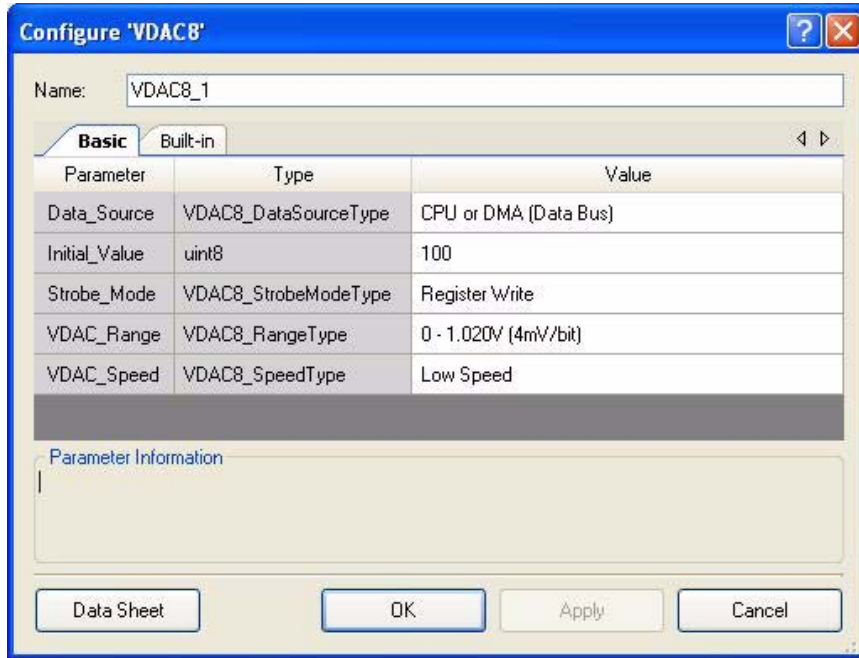 Configure 'VDAC8'
Name: VDAC8_1
Basic Built-in
Parameter Type Value
Data_Source VDAC8_DataSourceType CPU or DMA (Data Bus)
Initial_Value uint8 100
Strobe_Mode VDAC8_StrobeModeType Register Write
VDAC_Range VDAC8_RangeType 0 - 1.020V (4mV/bit)
VDAC_Speed VDAC8_SpeedType Low Speed
Parameter Information
Data Sheet OK Apply Cancel